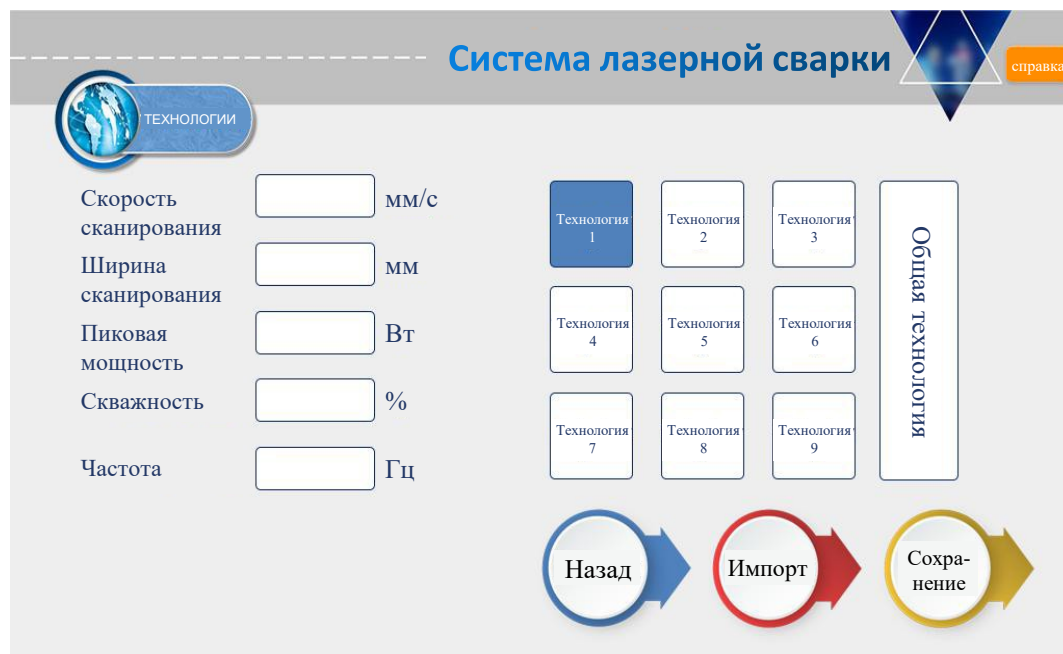 Система лазерной сварки
справка
ТЕХНОЛОГИИ
Скорость
сканирования
мм/с
Ширина
сканирования
мм
Пиковая
мощность
Вт
Скважность
%
Частота
Гц
Технология
1
Технология
2
Технология
3
Технология
4
Технология
5
Технология
6
Технология
7
Технология
8
Технология
9
Общая технология
Назад
Импорт
Сохра-
нение